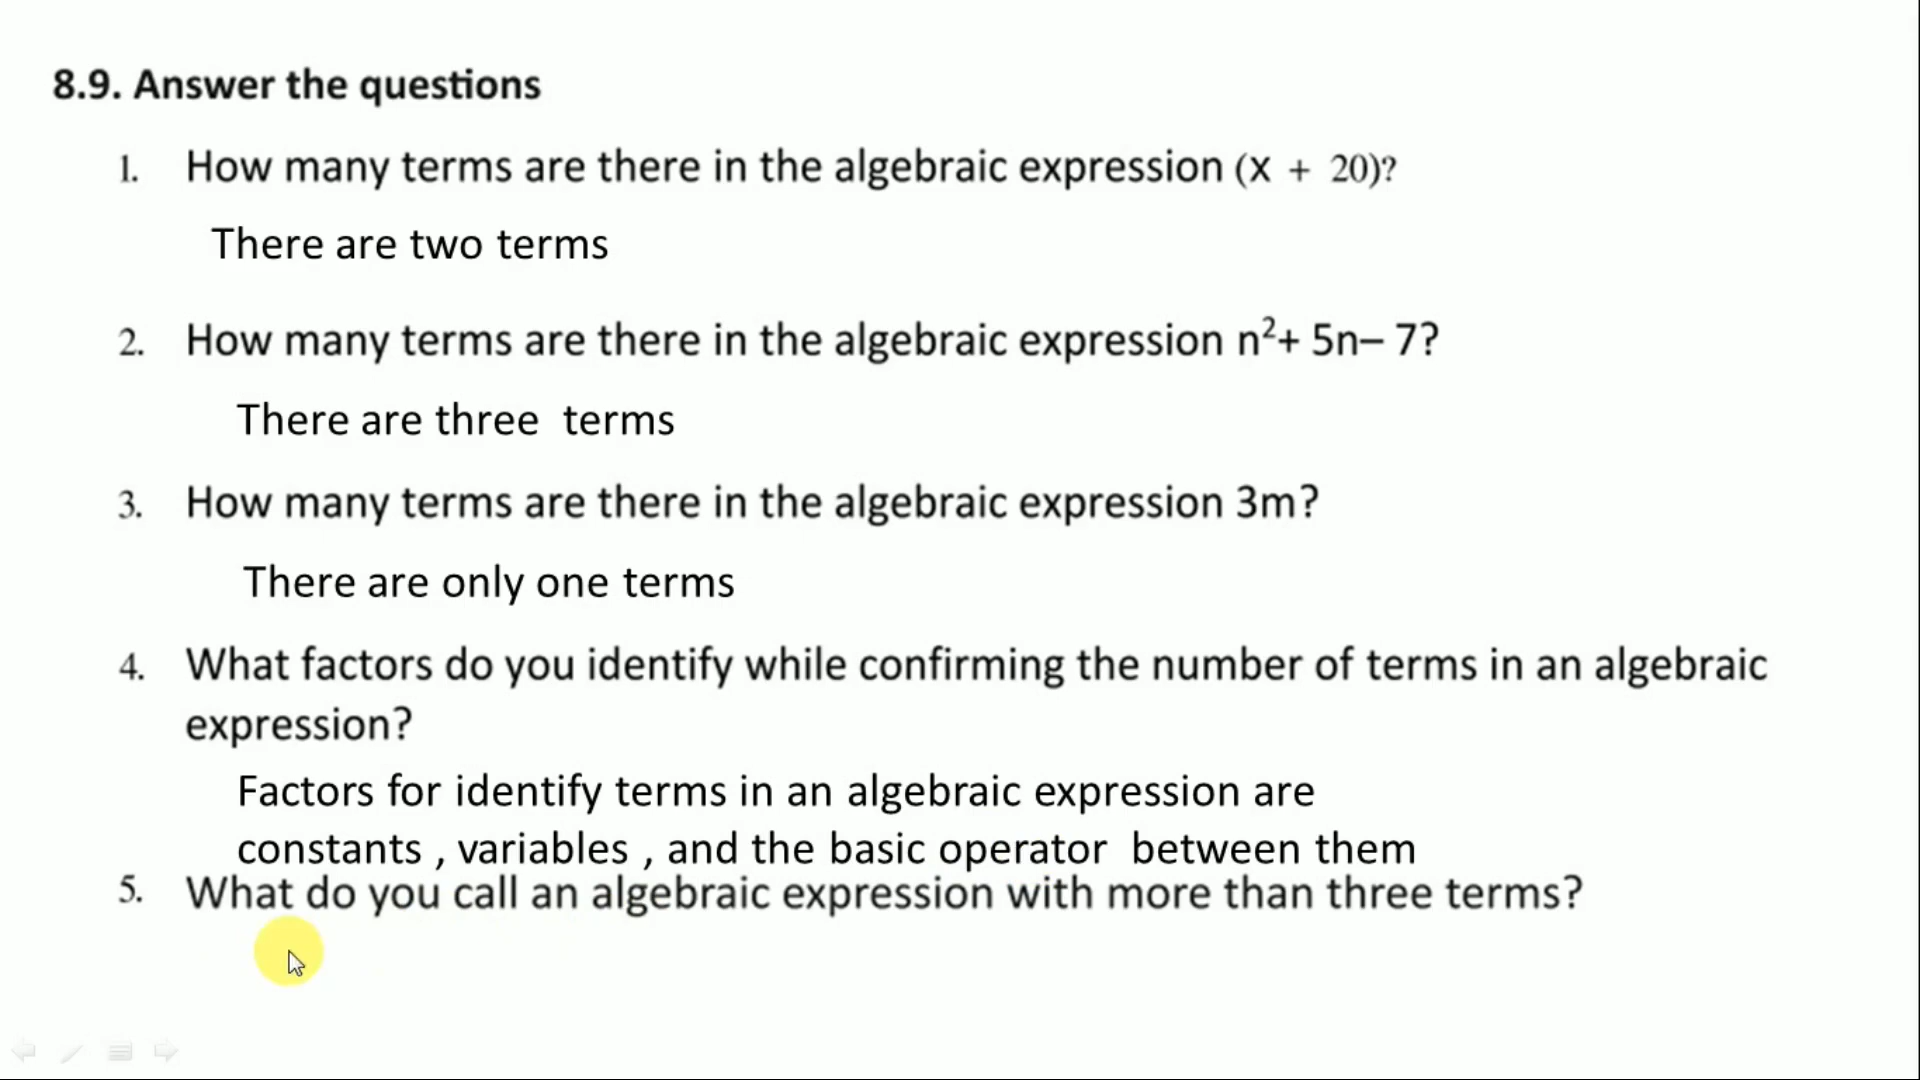 8.9. Answer the questions
1. How many terms are there in the algebraic expression (x + 20)?
There are two terms
2. How many terms are there in the algebraic expression n²+ 5n– 7?
There are three terms
3. How many terms are there in the algebraic expression 3m?
There are only one terms
4. What factors do you identify while confirming the number of terms in an algebraic
expression?
Factors for identify terms in an algebraic expression are
constants , variables , and the basic operator between them
5. What do you call an algebraic expression with more than three terms?